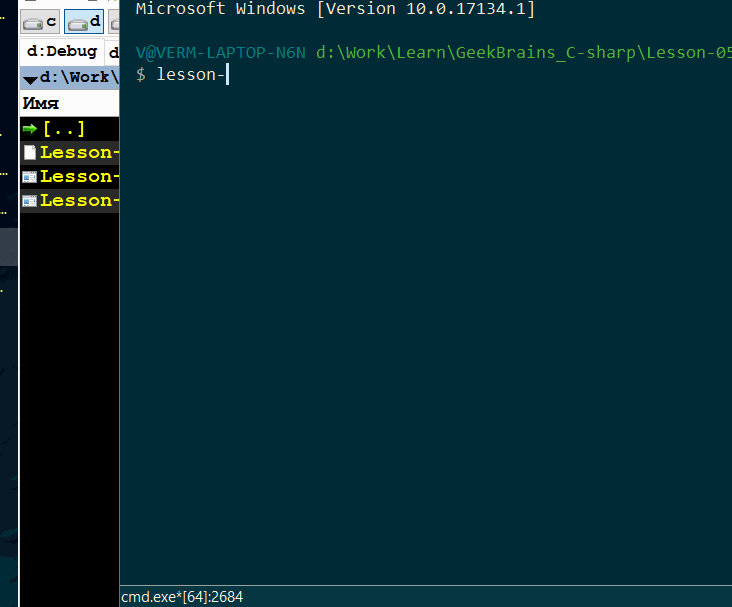 c d
d:Debug d
d:\Work\
Имя
[..]
Lesson-
Lesson-
Lesson-
Microsoft Windows [Version 10.0.17134.1]
V@VERM-LAPTOP-N6N d:\Work\Learn\GeekBrains_C-sharp\Lesson-05
$ lesson-
cmd.exe*[64]:2684